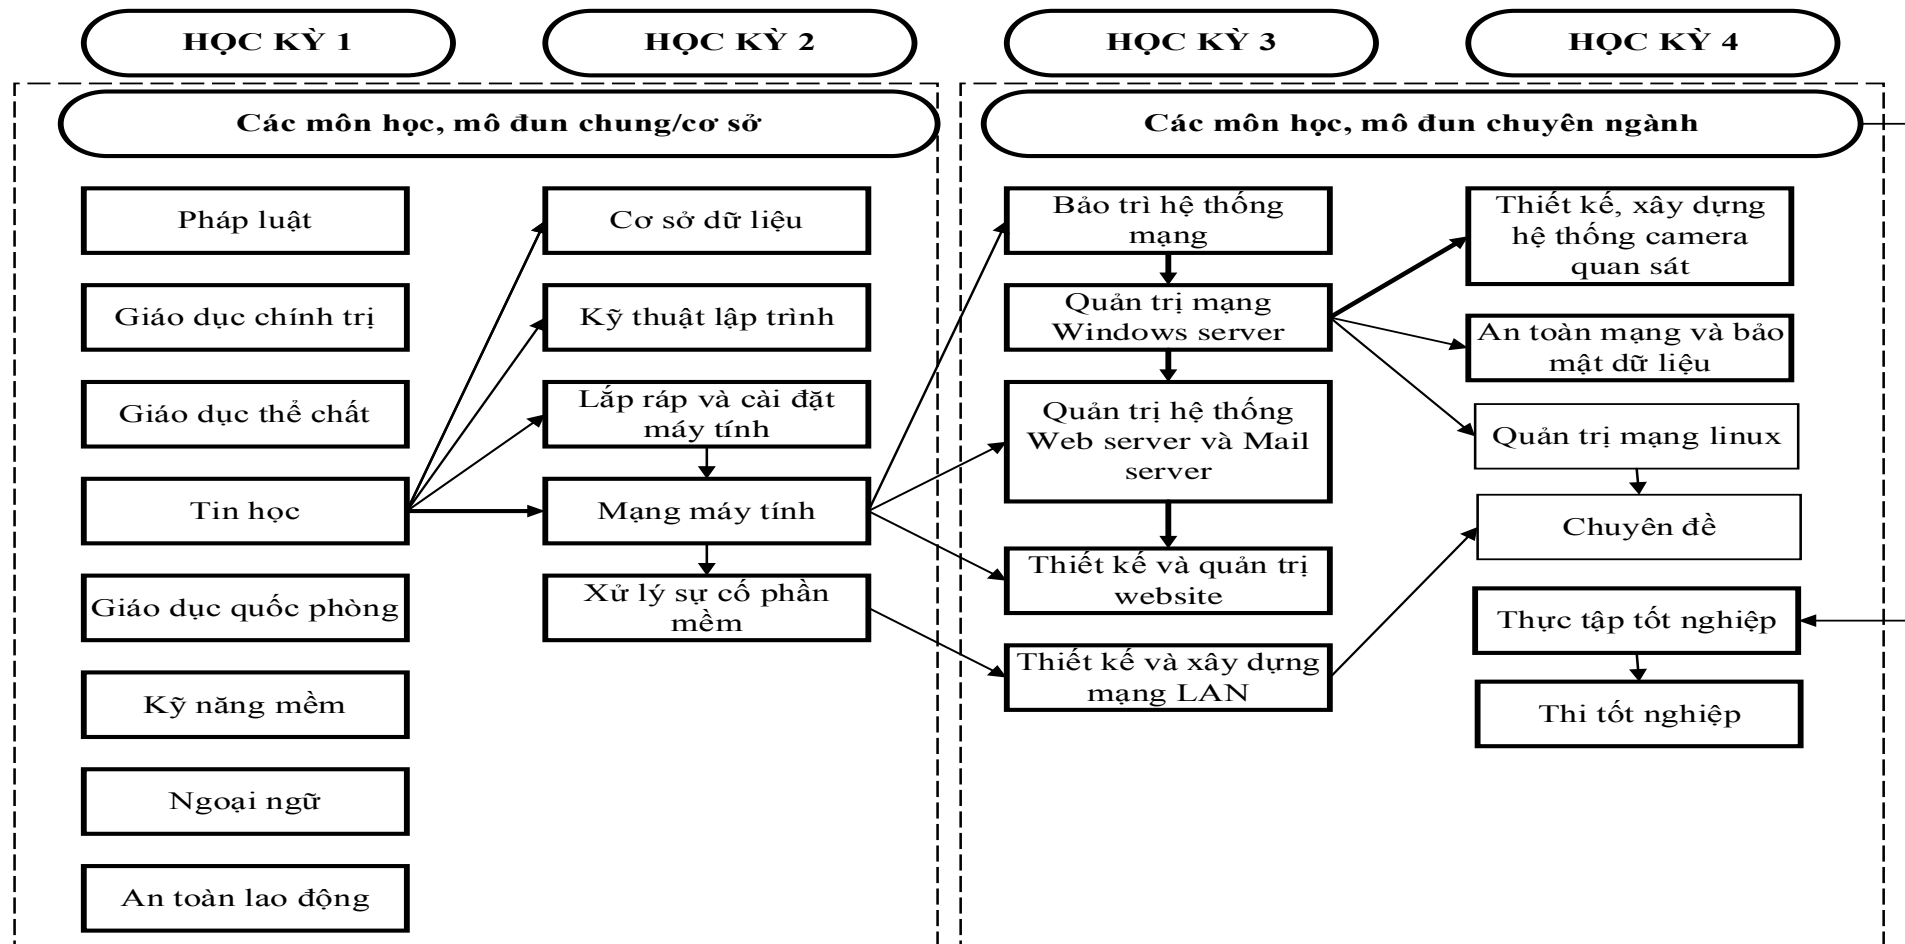 HỌC KỲ 1
HỌC KỲ 2
HỌC KỲ 3
HỌC KỲ 4
Các môn học, mô đun chung/cơ sở
Các môn học, mô đun chuyên ngành
Pháp luật
Giáo dục chính trị
Giáo dục thể chất
Tin học
Giáo dục quốc phòng
Kỹ năng mềm
Ngoại ngữ
An toàn lao động
Cơ sở dữ liệu
Kỹ thuật lập trình
Lắp ráp và cài đặt
máy tính
Mạng máy tính
Xử lý sự cố phần
mềm
Bảo trì hệ thống
mạng
Quản trị mạng
Windows server
Quản trị hệ thống
Web server và Mail
server
Thiết kế và quản trị
website
Thiết kế và xây dựng
mạng LAN
Thiết kế, xây dựng
hệ thống camera
quan sát
An toàn mạng và bảo
mật dữ liệu
Quản trị mạng linux
Chuyên đề
Thực tập tốt nghiệp
Thi tốt nghiệp